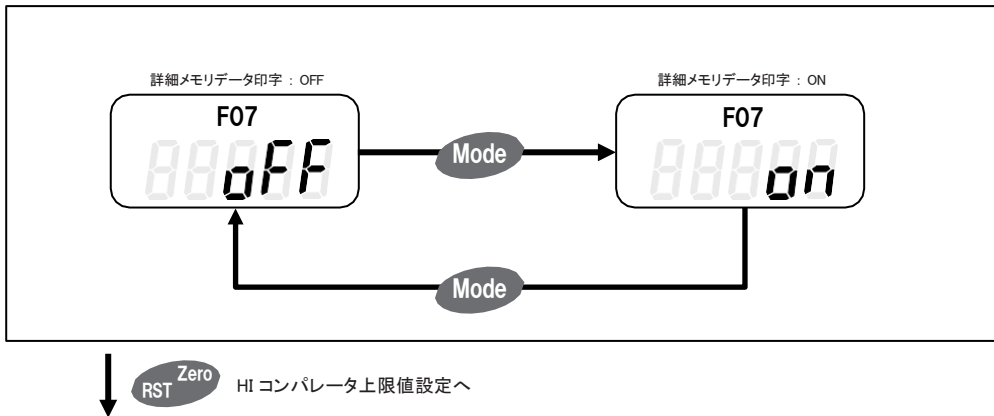 詳細メモリデータ印字 : OFF
詳細メモリデータ印字 : ON
F07
oFF
F07
on
Mode
Mode
RST Zero
HI コンパレータ上限値設定へ